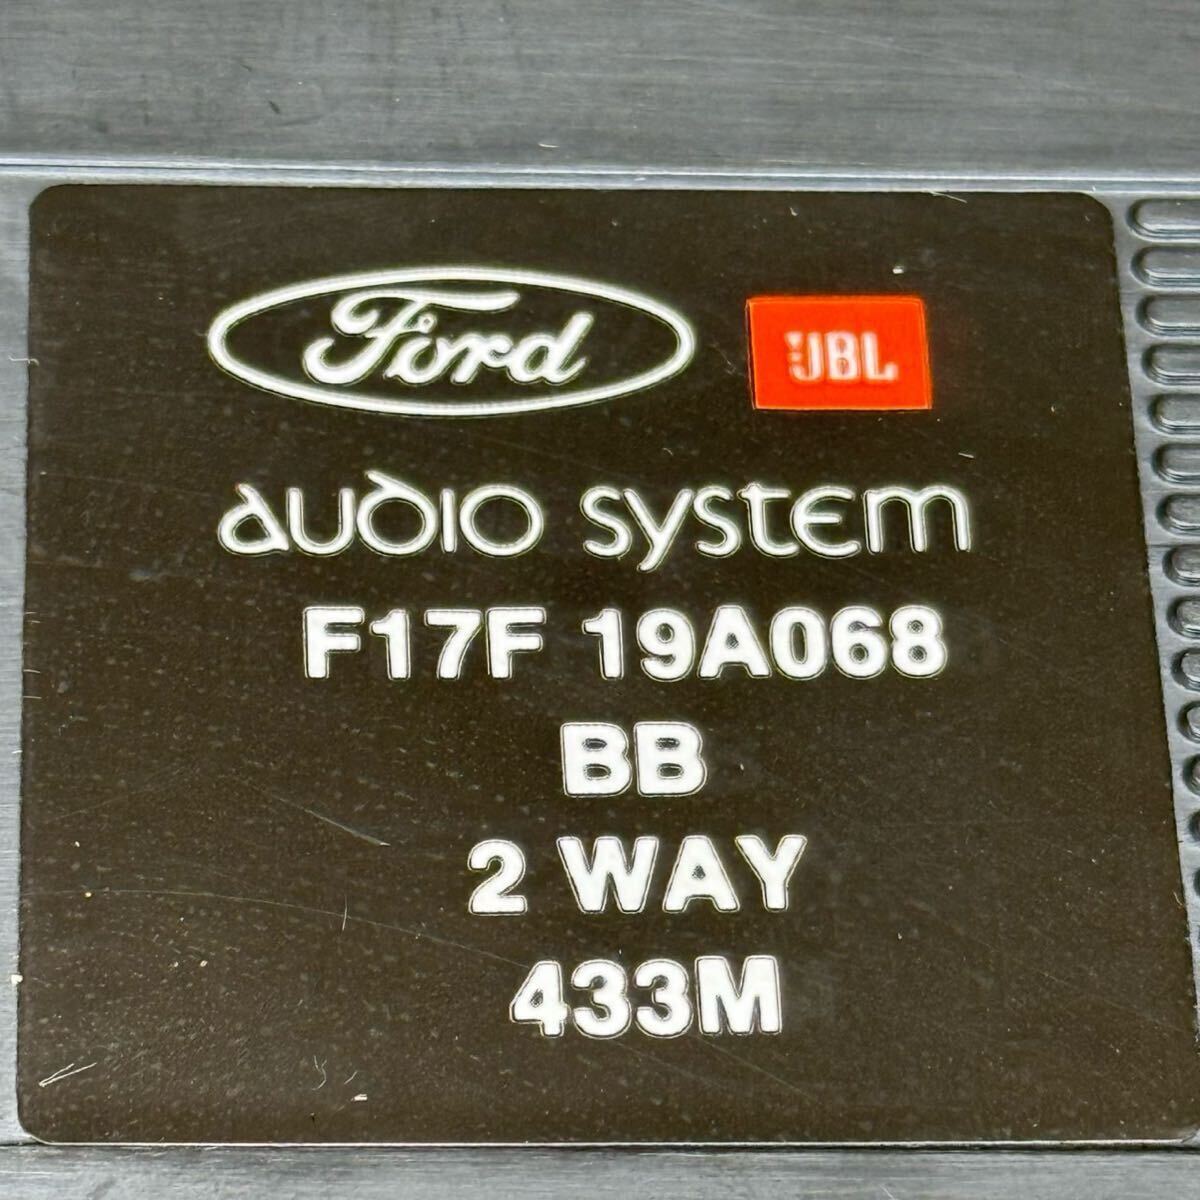 Ford JBL
AUDIO SYSTEM
F17F 19A068
BB
2 WAY
433M